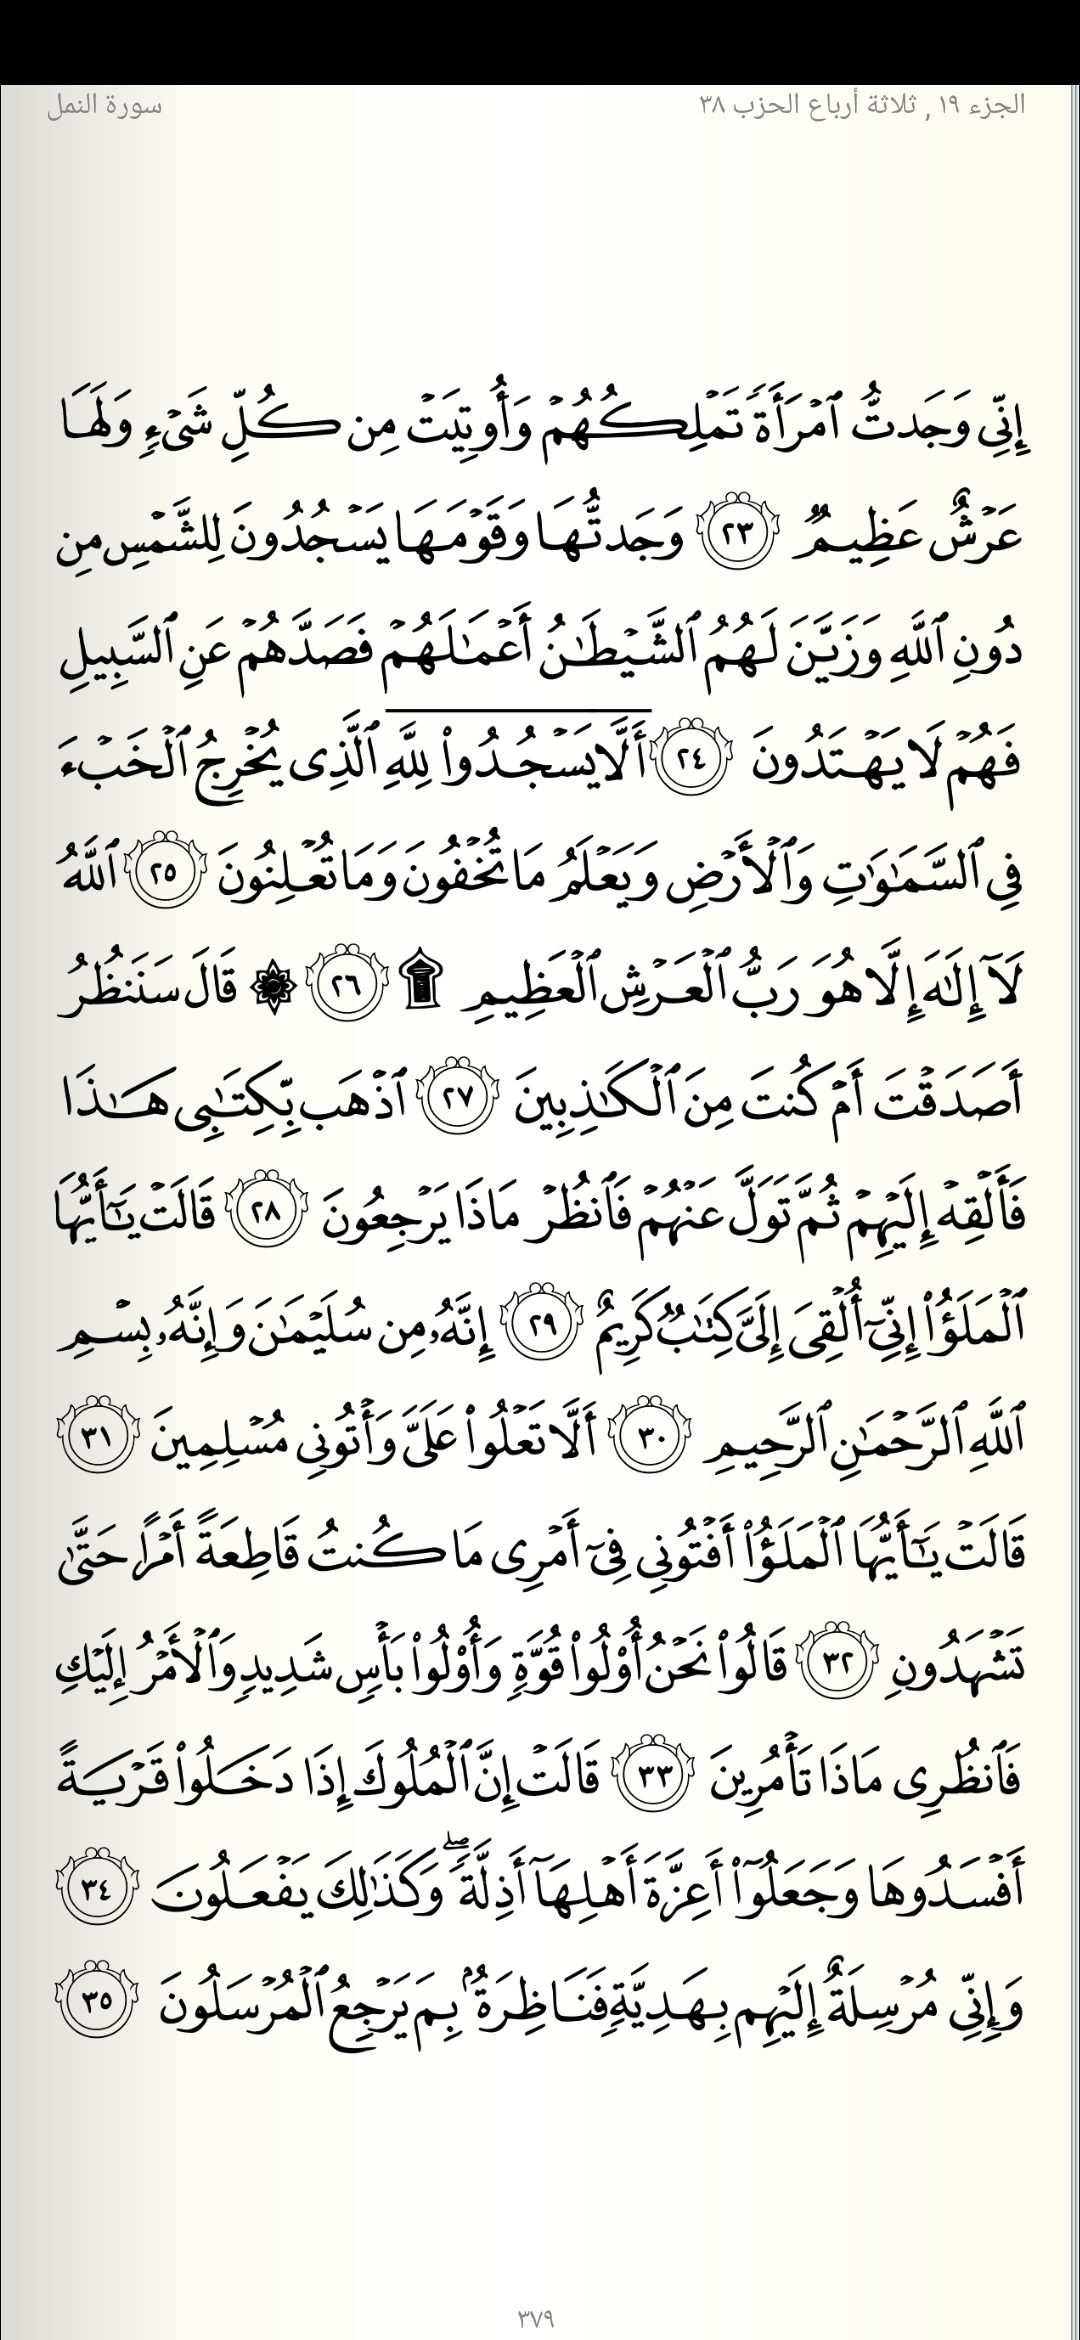 سورة النمل
الجزء ١٩ , ثلاثة أرباع الحزب ٣٨
إِنِّى وَجَدتُّ ٱمۡرَأَةٗ تَمۡلِكُهُمۡ وَأُوتِيَتۡ مِن كُلِّ شَىۡءٖ وَلَهَا
عَرۡشٌ عَظِيمٞ ٢٣ وَجَدتُّهَا وَقَوۡمَهَا يَسۡجُدُونَ لِلشَّمۡسِ مِن
دُونِ ٱللَّهِ وَزَيَّنَ لَهُمُ ٱلشَّيۡطَٰنُ أَعۡمَٰلَهُمۡ فَصَدَّهُمۡ عَنِ ٱلسَّبِيلِ
فَهُمۡ لَا يَهۡتَدُونَ ٢٤ أَلَّا يَسۡجُدُواْ لِلَّهِ ٱلَّذِى يُخۡرِجُ ٱلۡخَبۡءَ
فِى ٱلسَّمَٰوَٰتِ وَٱلۡأَرۡضِ وَيَعۡلَمُ مَا تُخۡفُونَ وَمَا تُعۡلِنُونَ ٢٥ ٱللَّهُ
لَآ إِلَٰهَ إِلَّا هُوَ رَبُّ ٱلۡعَرۡشِ ٱلۡعَظِيمِ ۩ ٢٦ ۞ قَالَ سَنَنظُرُ
أَصَدَقۡتَ أَمۡ كُنتَ مِنَ ٱلۡكَٰذِبِينَ ٢٧ ٱذۡهَب بِّكِتَٰبِى هَٰذَا
فَأَلۡقِهۡ إِلَيۡهِمۡ ثُمَّ تَوَلَّ عَنۡهُمۡ فَٱنظُرۡ مَاذَا يَرۡجِعُونَ ٢٨ قَالَتۡ يَٰٓأَيُّهَا
ٱلۡمَلَؤُاْ إِنِّىٓ أُلۡقِىَ إِلَىَّ كِتَٰبٞ كَرِيمٌ ٢٩ إِنَّهُۥ مِن سُلَيۡمَٰنَ وَإِنَّهُۥ بِسۡمِ
ٱللَّهِ ٱلرَّحۡمَٰنِ ٱلرَّحِيمِ ٣٠ أَلَّا تَعۡلُواْ عَلَىَّ وَأۡتُونِى مُسۡلِمِينَ ٣١
قَالَتۡ يَٰٓأَيُّهَا ٱلۡمَلَؤُاْ أَفۡتُونِى فِىٓ أَمۡرِى مَا كُنتُ قَاطِعَةً أَمۡرًا حَتَّىٰ
تَشۡهَدُونِ ٣٢ قَالُواْ نَحۡنُ أُوْلُواْ قُوَّةٖ وَأُوْلُواْ بَأۡسٖ شَدِيدٖ وَٱلۡأَمۡرُ إِلَيۡكِ
فَٱنظُرِى مَاذَا تَأۡمُرِينَ ٣٣ قَالَتۡ إِنَّ ٱلۡمُلُوكَ إِذَا دَخَلُواْ قَرۡيَةً
أَفۡسَدُوهَا وَجَعَلُوٓاْ أَعِزَّةَ أَهۡلِهَآ أَذِلَّةٗۖ وَكَذَٰلِكَ يَفۡعَلُونَ ٣٤
وَإِنِّى مُرۡسِلَةٌ إِلَيۡهِم بِهَدِيَّةٖ فَنَاظِرَةُۢ بِمَ يَرۡجِعُ ٱلۡمُرۡسَلُونَ ٣٥
٣٧٩